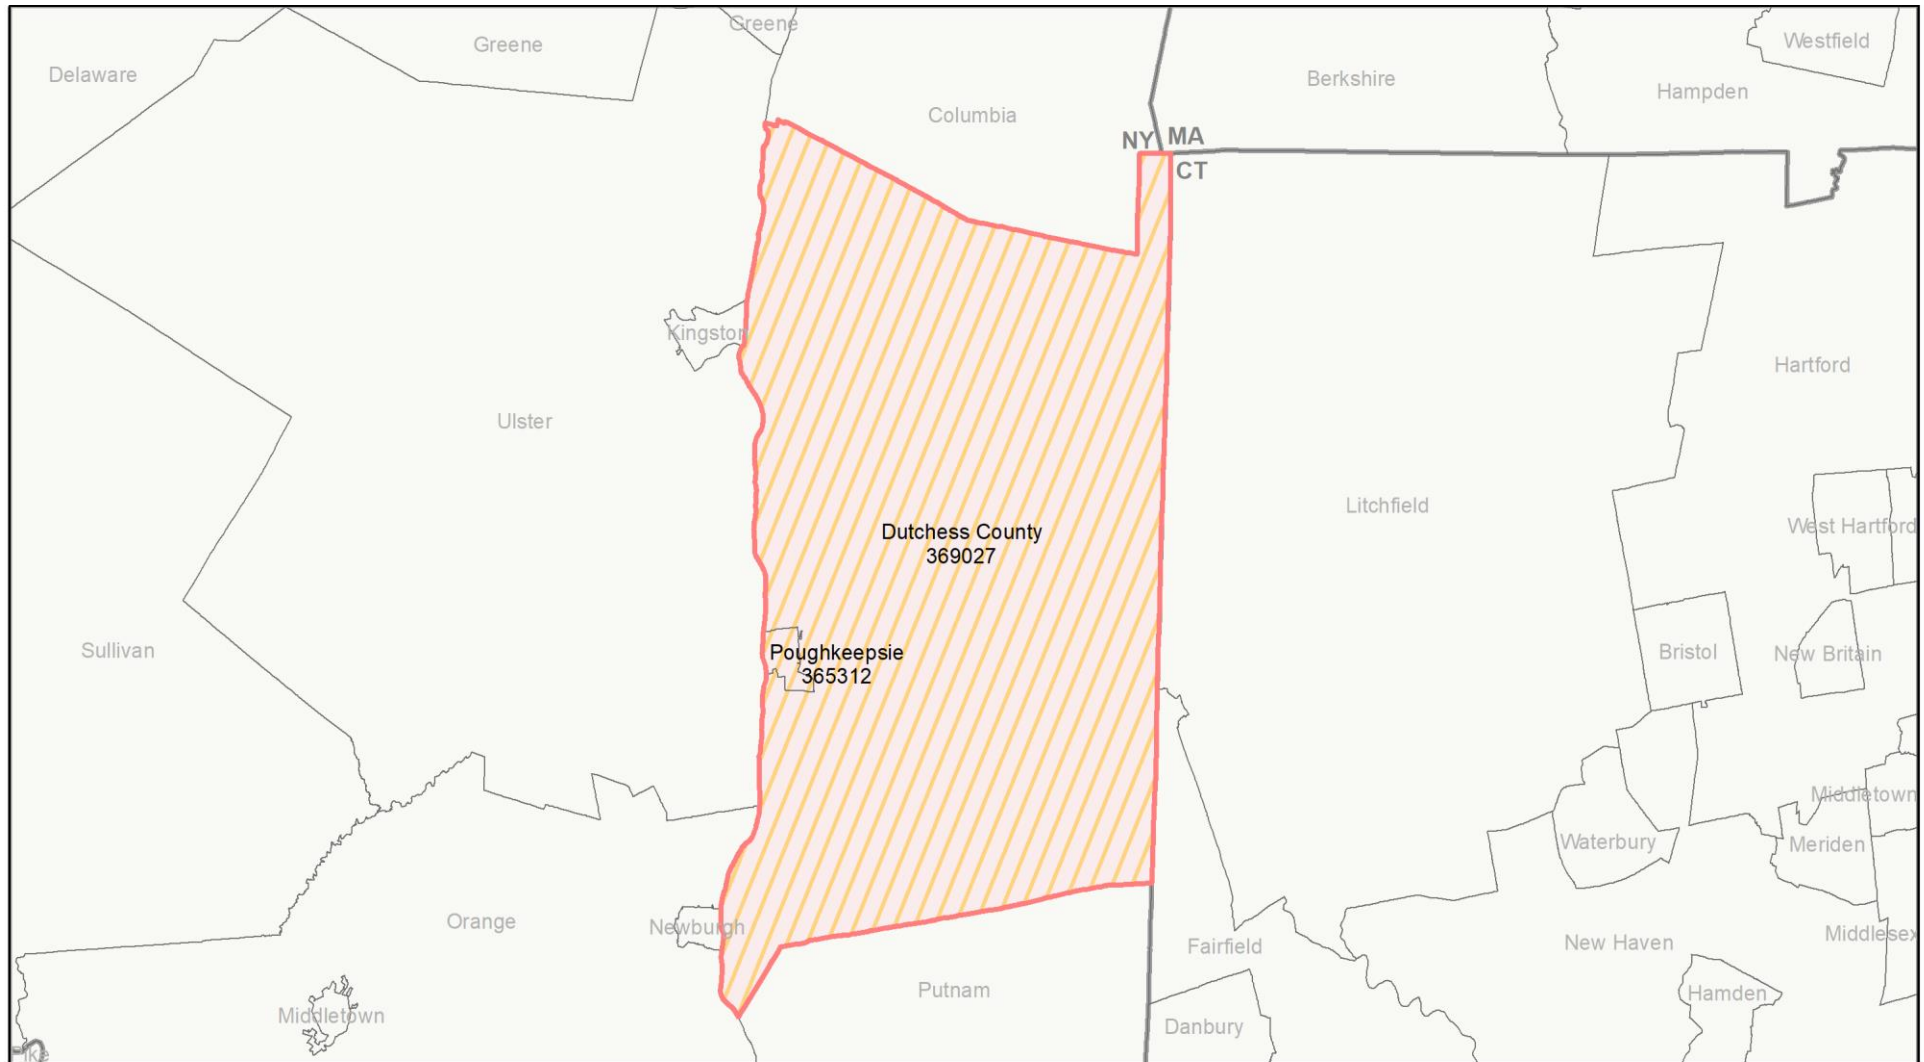 Greene
Westfield
Greene
Delaware
Berkshire
Hampden
Columbia
NY MA
CT
Kingston
Hartford
Ulster
Litchfield
West Hartford
Dutchess County
369027
Sullivan
Poughkeepsie
365312
Bristol
New Britain
Middletown
Waterbury
Meriden
Orange
Newburgh
Middlesex
New Haven
Fairfield
Putnam
Hamden
Middletown
Danbury
Pike